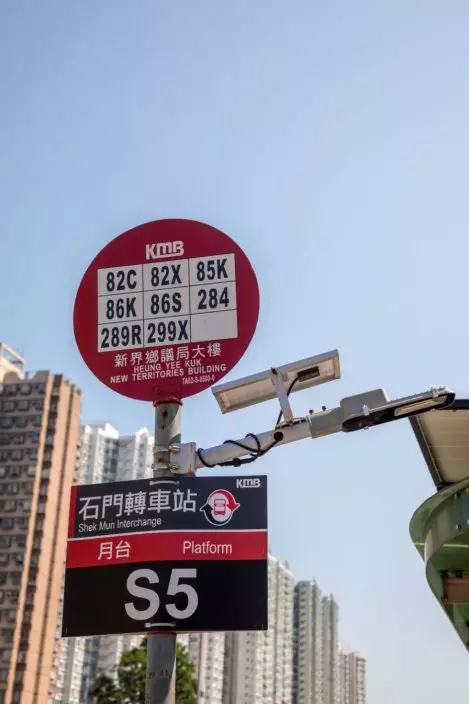 KMB
82C 82X 85K
86K 86S 284
289R 299X
新界鄉議局大樓
HEUNG YEE KUK
NEW TERRITORIES BUILDING
KMB
石門轉車站
Shek Mun Interchange
月台 Platform
S5